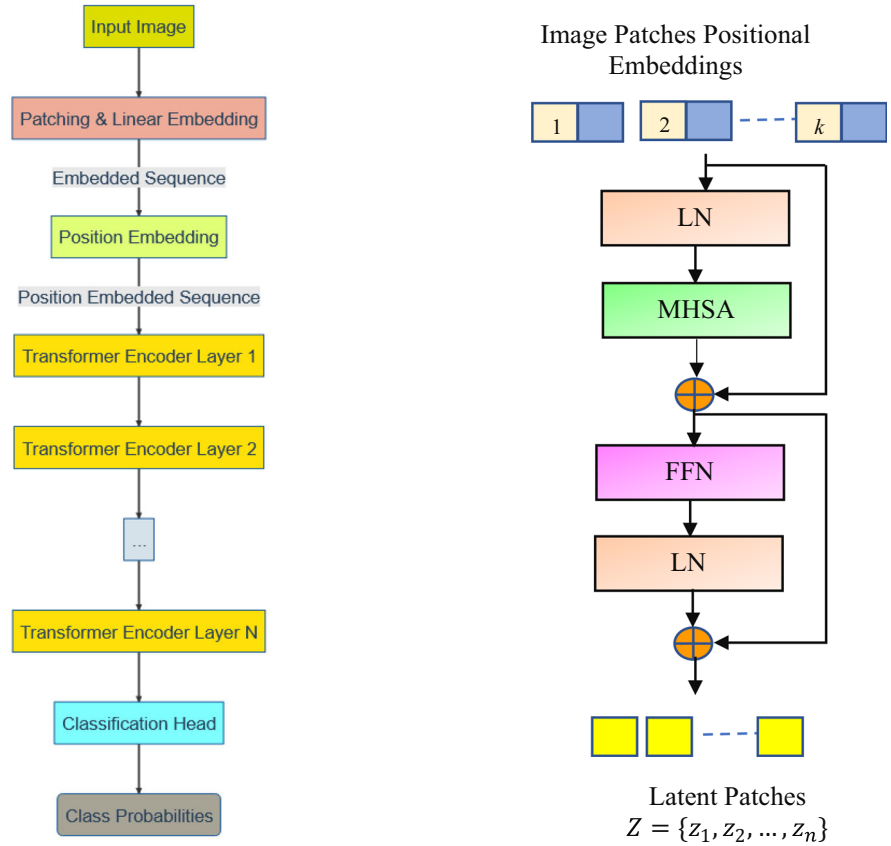 Input Image
Patching & Linear Embedding
Embedded Sequence
Position Embedding
Position Embedded Sequence
Transformer Encoder Layer 1
Transformer Encoder Layer 2
...
Transformer Encoder Layer N
Classification Head
Class Probabilities
Image Patches Positional
Embeddings
1 2 k
LN
MHSA
FFN
LN
Latent Patches
Z = {z₁, z₂, … , zₙ}